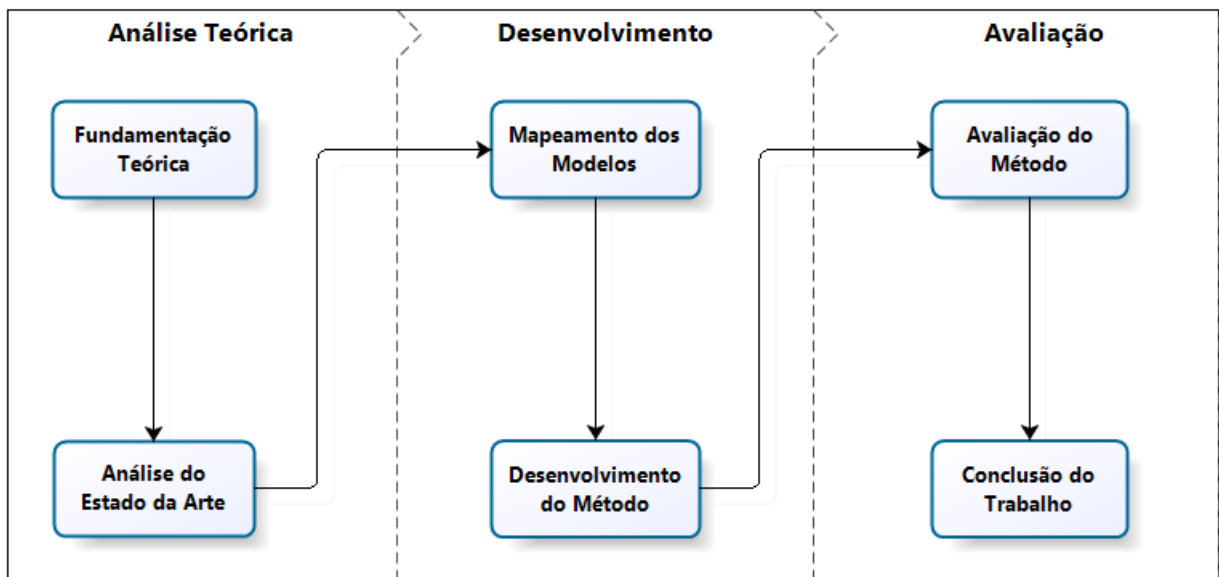 Análise Teórica
Desenvolvimento
Avaliação
Fundamentação
Teórica
Mapeamento dos
Modelos
Avaliação do
Método
Análise do
Estado da Arte
Desenvolvimento
do Método
Conclusão do
Trabalho